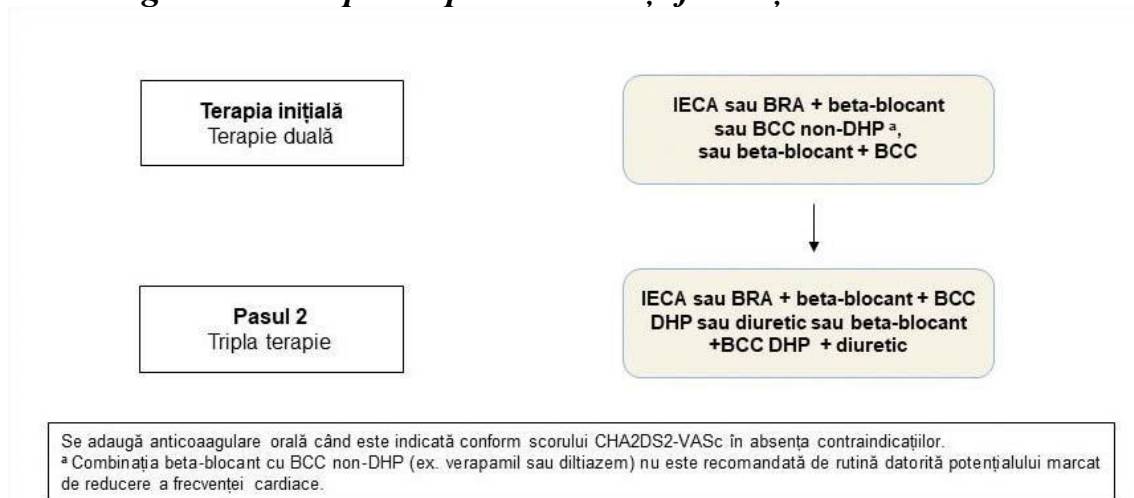 Terapia inițială
Terapie duală
IECA sau BRA + beta-blocant
sau BCC non-DHP ᵃ,
sau beta-blocant + BCC
Pasul 2
Tripla terapie
IECA sau BRA + beta-blocant + BCC
DHP sau diuretic sau beta-blocant
+BCC DHP + diuretic
Se adaugă anticoaagulare orală când este indicată conform scorului CHA2DS2-VASc în absența contraindicațiilor.
ᵃ Combinația beta-blocant cu BCC non-DHP (ex. verapamil sau diltiazem) nu este recomandată de rutină datorită potențialului marcat
de reducere a frecvenței cardiace.